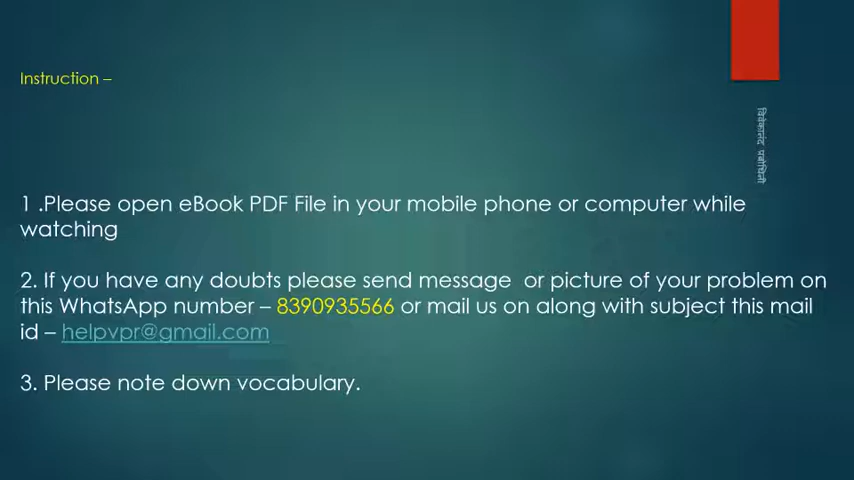 Instruction –
विवेकानंद प्रबोधिनी
1 .Please open eBook PDF File in your mobile phone or computer while
watching
2. If you have any doubts please send message or picture of your problem on
this WhatsApp number – 8390935566 or mail us on along with subject this mail
id – helpvpr@gmail.com
3. Please note down vocabulary.